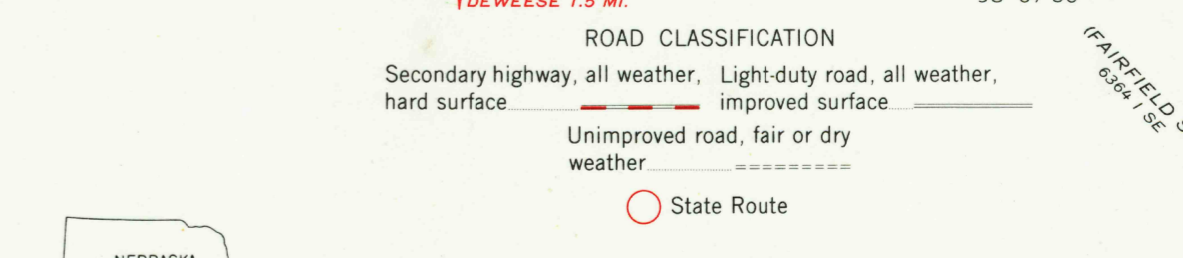 DEWEESE 1.5 MI.
ROAD CLASSIFICATION
Secondary highway, all weather,
hard surface
Light-duty road, all weather,
improved surface
Unimproved road, fair or dry
weather
State Route
(FAIRFIELD
6364 I SE
NEBRASKA